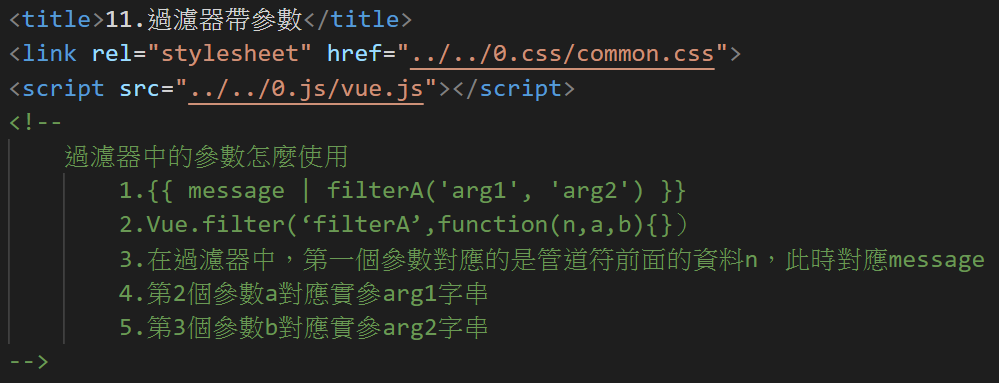 <title>11.過濾器帶參數</title>
<link rel="stylesheet" href="../../0.css/common.css">
<script src="../../0.js/vue.js"></script>
<!--
過濾器中的參數怎麼使用
1.{{ message | filterA('arg1', 'arg2') }}
2.Vue.filter(‘filterA’,function(n,a,b){}）
3.在過濾器中，第一個參數對應的是管道符前面的資料n，此時對應message
4.第2個參數a對應實參arg1字串
5.第3個參數b對應實參arg2字串
-->